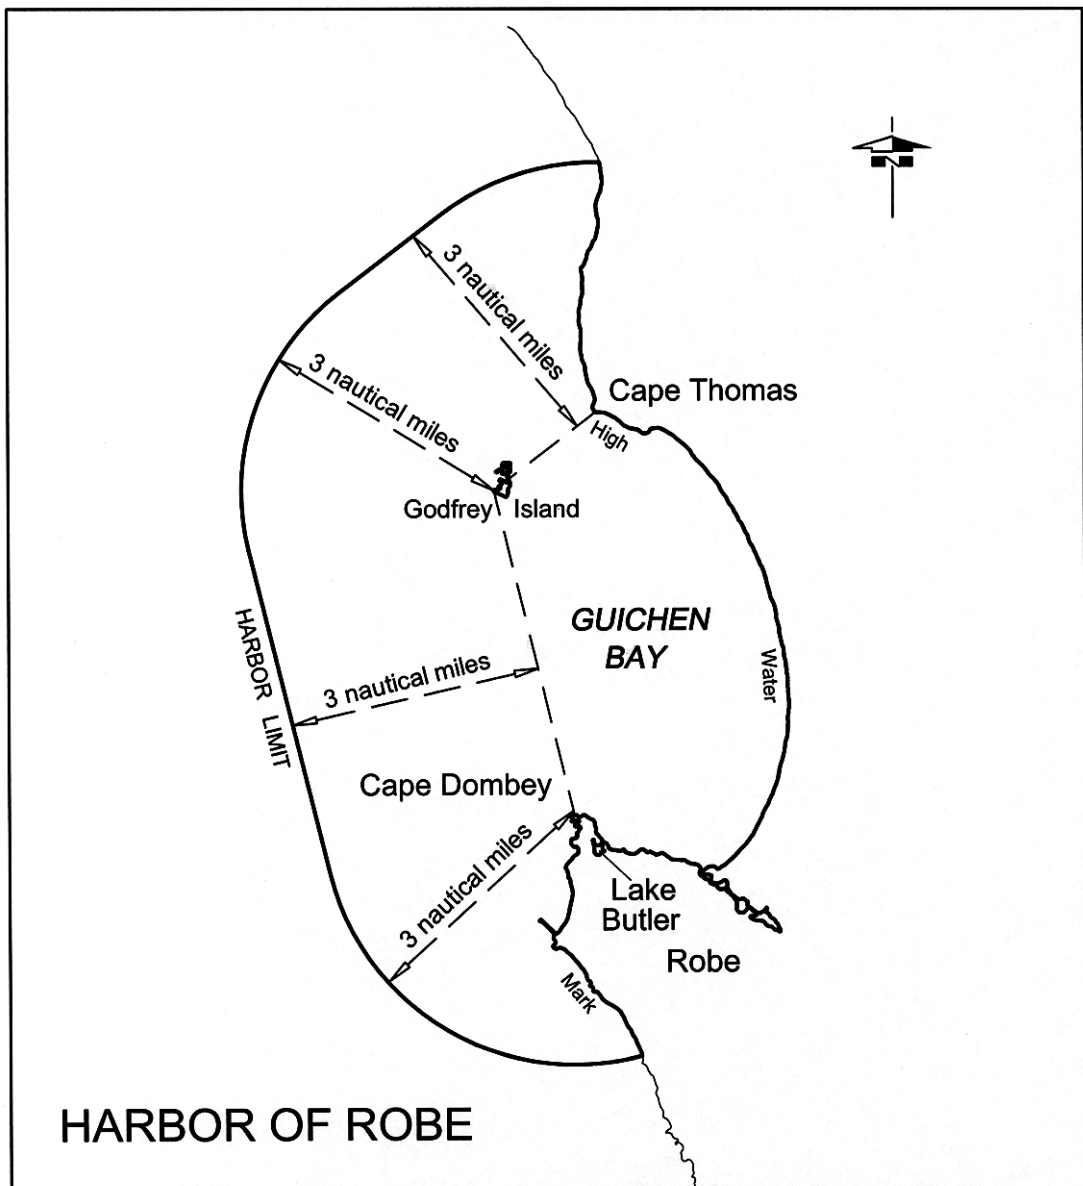 N
3 nautical miles
3 nautical miles
Cape Thomas
High
Godfrey Island
GUICHEN
BAY
HARBOR LIMIT
Water
3 nautical miles
Cape Dombey
3 nautical miles
Lake
Butler
Robe
Mark
HARBOR OF ROBE